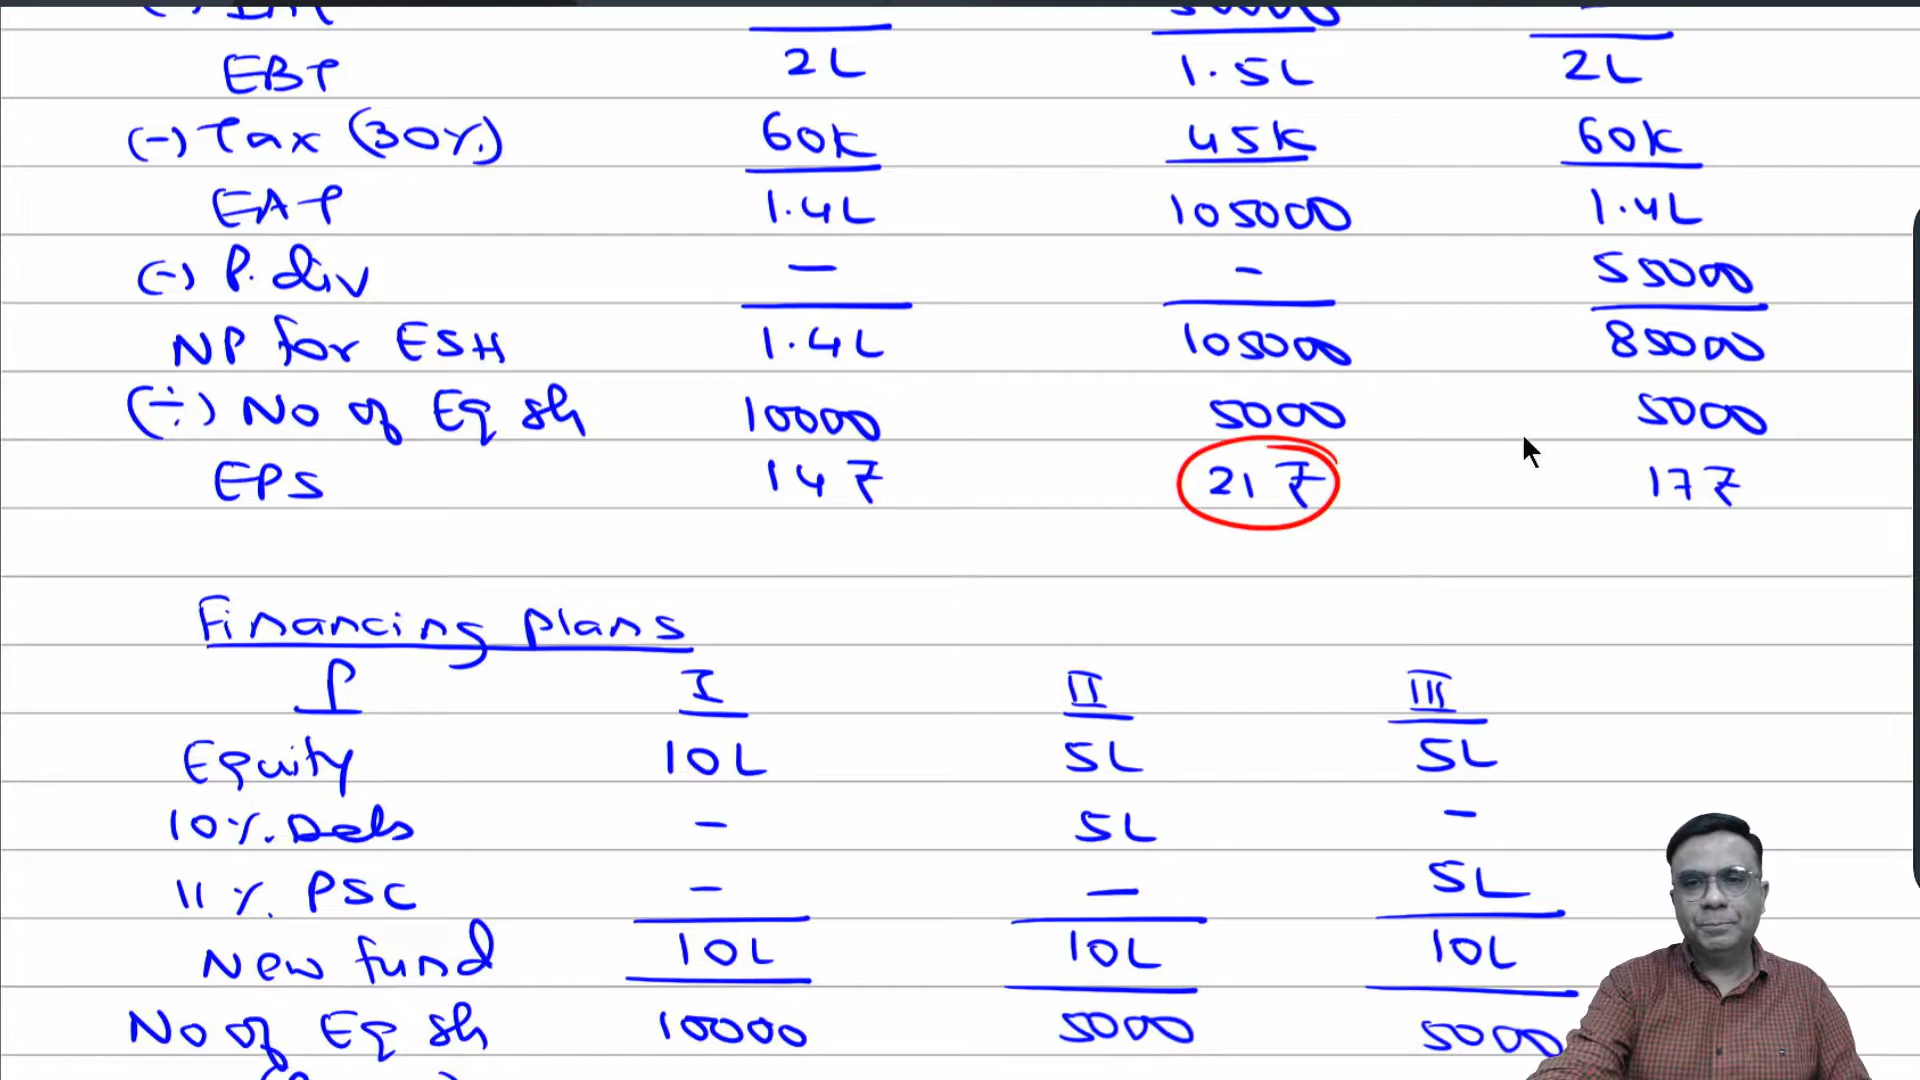 EBT 2L 1.5L 2L
(-) Tax (30%) 60K 45K 60K
EAT 1.4L 105000 1.4L
(-) P. div - - 55000
NP for ESH 1.4L 105000 85000
(÷) No of Eq sh 10000 5000 5000
EPS 14₹ 21₹ 17₹
Financing plans
P I II III
Equity 10L 5L 5L
10%. Debs - 5L -
11%. PSC - - 5L
New fund 10L 10L 10L
No of Eq sh 10000 5000 5000